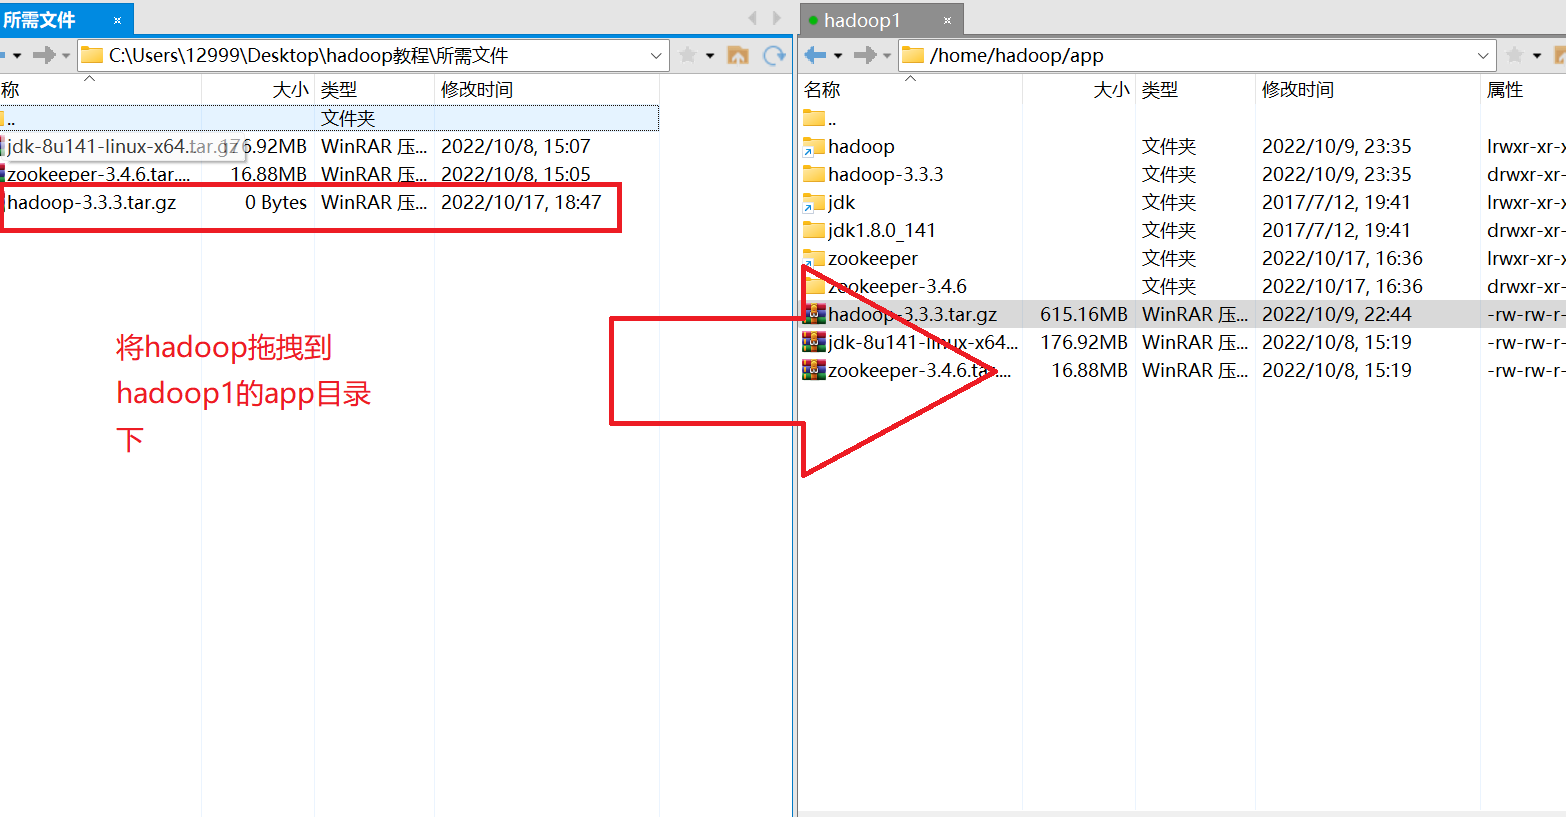 所需文件 ×
C:\Users\12999\Desktop\hadoop教程\所需文件
称 大小 类型 修改时间
.. 文件夹
jdk-8u141-linux-x64.tar.gz 176.92MB WinRAR 压... 2022/10/8, 15:07
zookeeper-3.4.6.tar.... 16.88MB WinRAR 压... 2022/10/8, 15:05
hadoop-3.3.3.tar.gz 0 Bytes WinRAR 压... 2022/10/17, 18:47
将hadoop拖拽到
hadoop1的app目录
下
hadoop1 ×
/home/hadoop/app
名称 大小 类型 修改时间 属性
..
hadoop 文件夹 2022/10/9, 23:35 lrwxr-xr-x
hadoop-3.3.3 文件夹 2022/10/9, 23:35 drwxr-xr-x
jdk 文件夹 2017/7/12, 19:41 lrwxr-xr-x
jdk1.8.0_141 文件夹 2017/7/12, 19:41 drwxr-xr-x
zookeeper 文件夹 2022/10/17, 16:36 lrwxr-xr-x
zookeeper-3.4.6 文件夹 2022/10/17, 16:36 drwxr-xr-x
hadoop-3.3.3.tar.gz 615.16MB WinRAR 压... 2022/10/9, 22:44 -rw-rw-r-
jdk-8u141-linux-x64... 176.92MB WinRAR 压... 2022/10/8, 15:19 -rw-rw-r-
zookeeper-3.4.6.ta.... 16.88MB WinRAR 压... 2022/10/8, 15:19 -rw-rw-r-